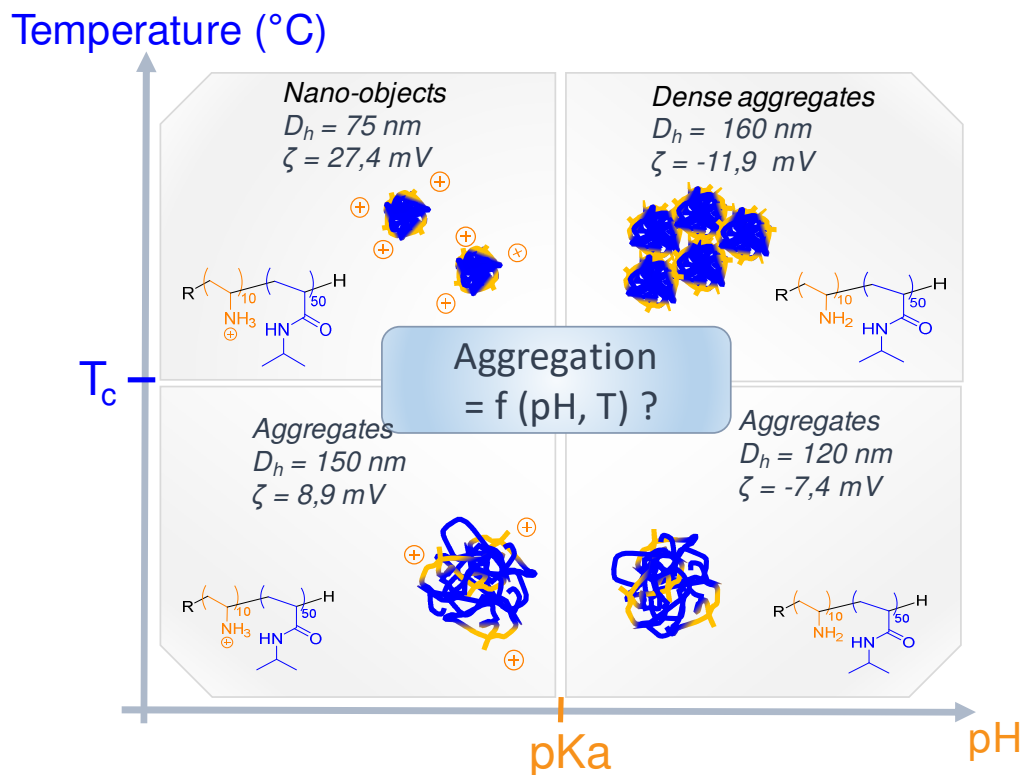 Temperature (°C)
Nano-objects
Dh = 75 nm
ζ = 27,4 mV
Dense aggregates
Dh = 160 nm
ζ = -11,9 mV
R
10
50
H
NH3
HN
O
R
10
50
H
NH2
HN
O
Aggregation
= f (pH, T) ?
Tc
Aggregates
Dh = 150 nm
ζ = 8,9 mV
Aggregates
Dh = 120 nm
ζ = -7,4 mV
R
10
50
H
NH3
HN
O
R
10
50
H
NH2
HN
O
pKa
pH